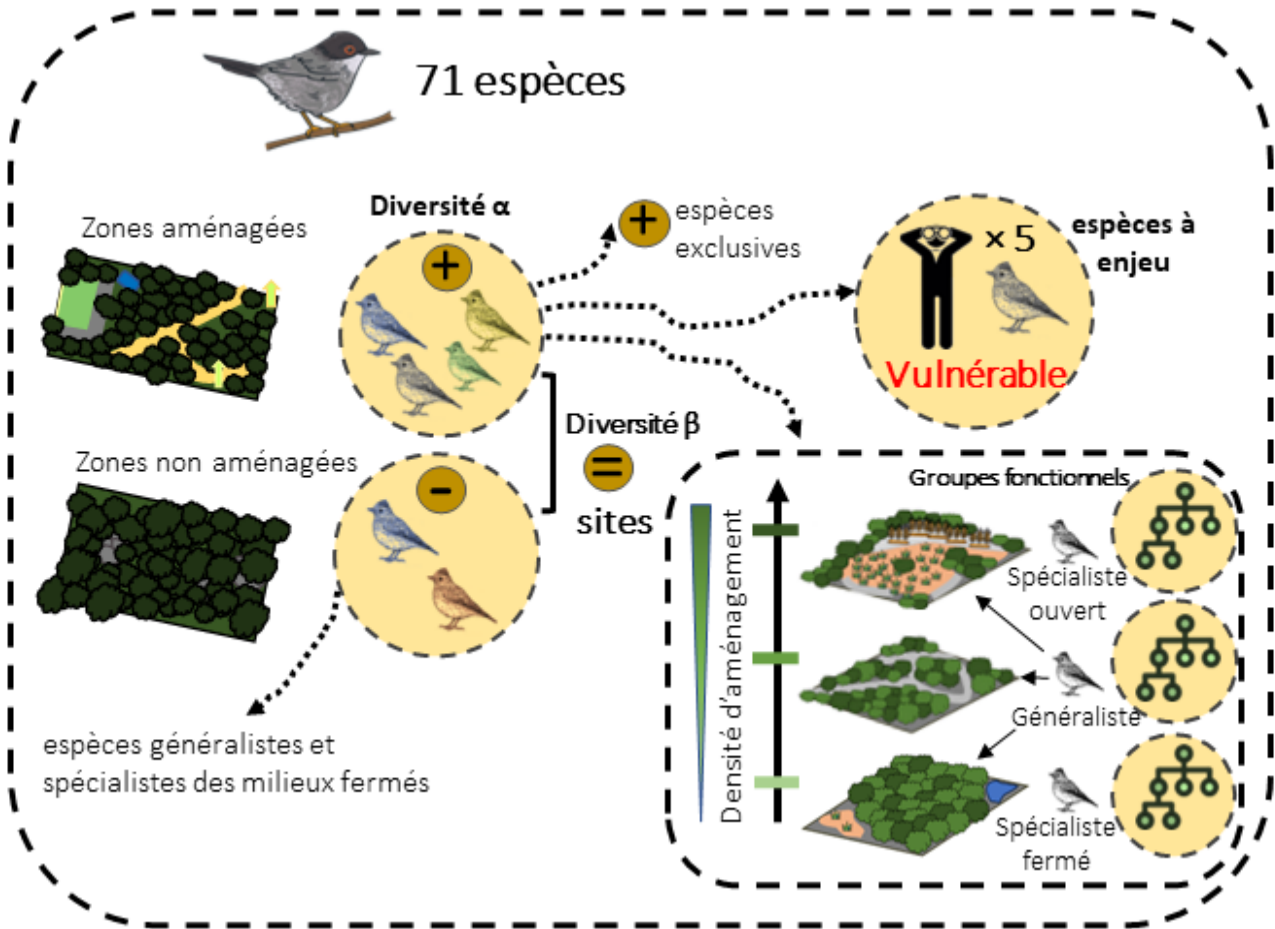 71 espèces
Zones aménagées
Diversité α
+
+
espèces
exclusives
× 5
Vulnérable
espèces à
enjeu
Zones non aménagées
-
Diversité β
=
sites
espèces généralistes et
spécialistes des milieux fermés
Densité d'aménagement
Groupes fonctionnels
Spécialiste
ouvert
Généraliste
Spécialiste
fermé